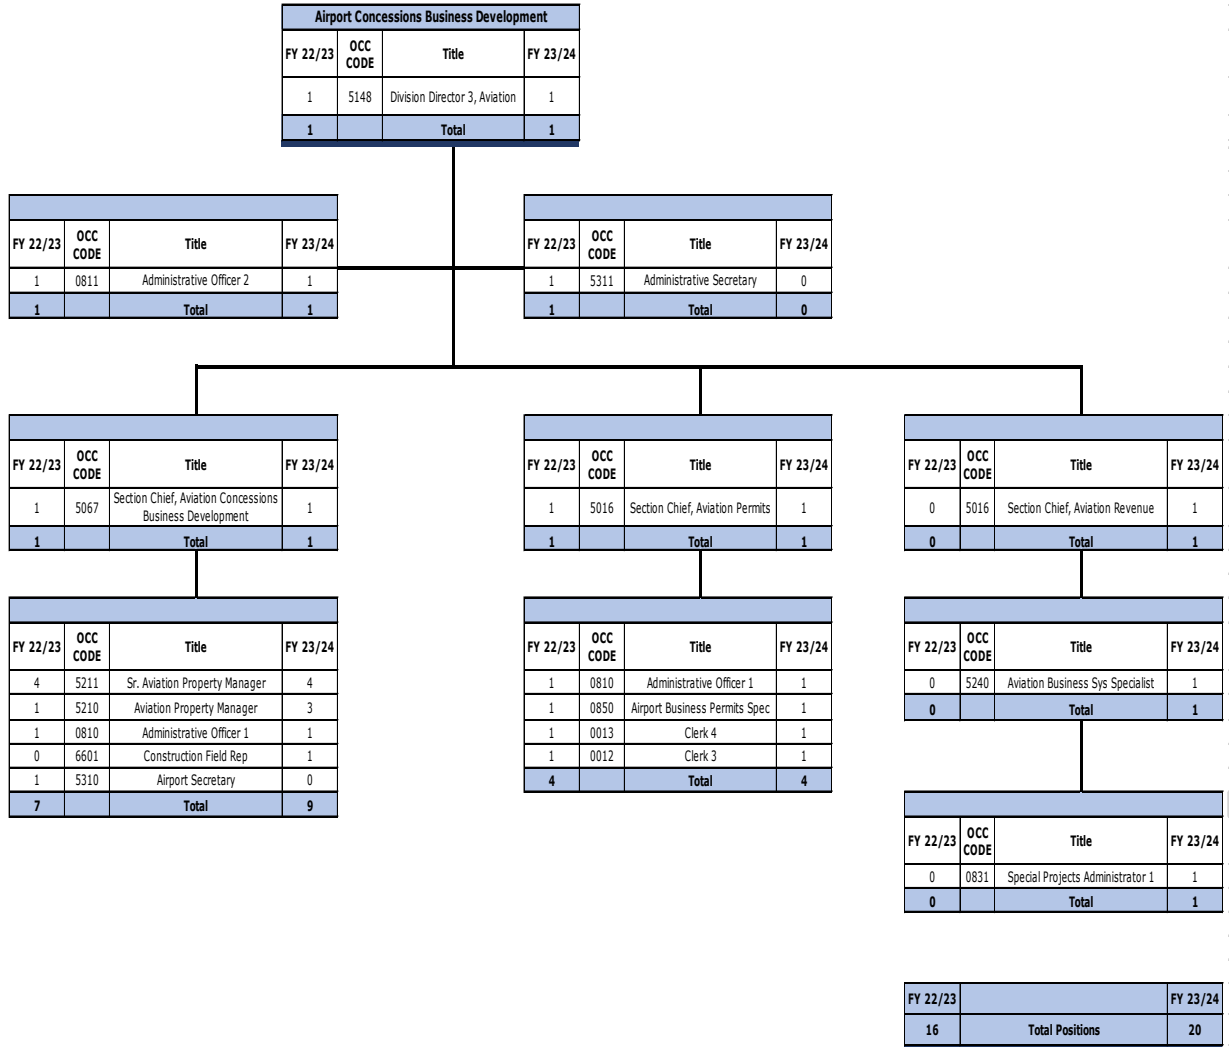 Airport Concessions Business Development
FY 22/23 OCC CODE Title FY 23/24
1 5148 Division Director 3, Aviation 1
1 Total 1
FY 22/23 OCC CODE Title FY 23/24
1 0811 Administrative Officer 2 1
1 Total 1
FY 22/23 OCC CODE Title FY 23/24
1 5311 Administrative Secretary 0
1 Total 0
FY 22/23 OCC CODE Title FY 23/24
1 5067 Section Chief, Aviation Concessions Business Development 1
1 Total 1
FY 22/23 OCC CODE Title FY 23/24
1 5016 Section Chief, Aviation Permits 1
1 Total 1
FY 22/23 OCC CODE Title FY 23/24
0 5016 Section Chief, Aviation Revenue 1
0 Total 1
FY 22/23 OCC CODE Title FY 23/24
4 5211 Sr. Aviation Property Manager 4
1 5210 Aviation Property Manager 3
1 0810 Administrative Officer 1 1
0 6601 Construction Field Rep 1
1 5310 Airport Secretary 0
7 Total 9
FY 22/23 OCC CODE Title FY 23/24
1 0810 Administrative Officer 1 1
1 0850 Airport Business Permits Spec 1
1 0013 Clerk 4 1
1 0012 Clerk 3 1
4 Total 4
FY 22/23 OCC CODE Title FY 23/24
0 5240 Aviation Business Sys Specialist 1
0 Total 1
FY 22/23 OCC CODE Title FY 23/24
0 0831 Special Projects Administrator 1 1
0 Total 1
FY 22/23 FY 23/24
16 Total Positions 20